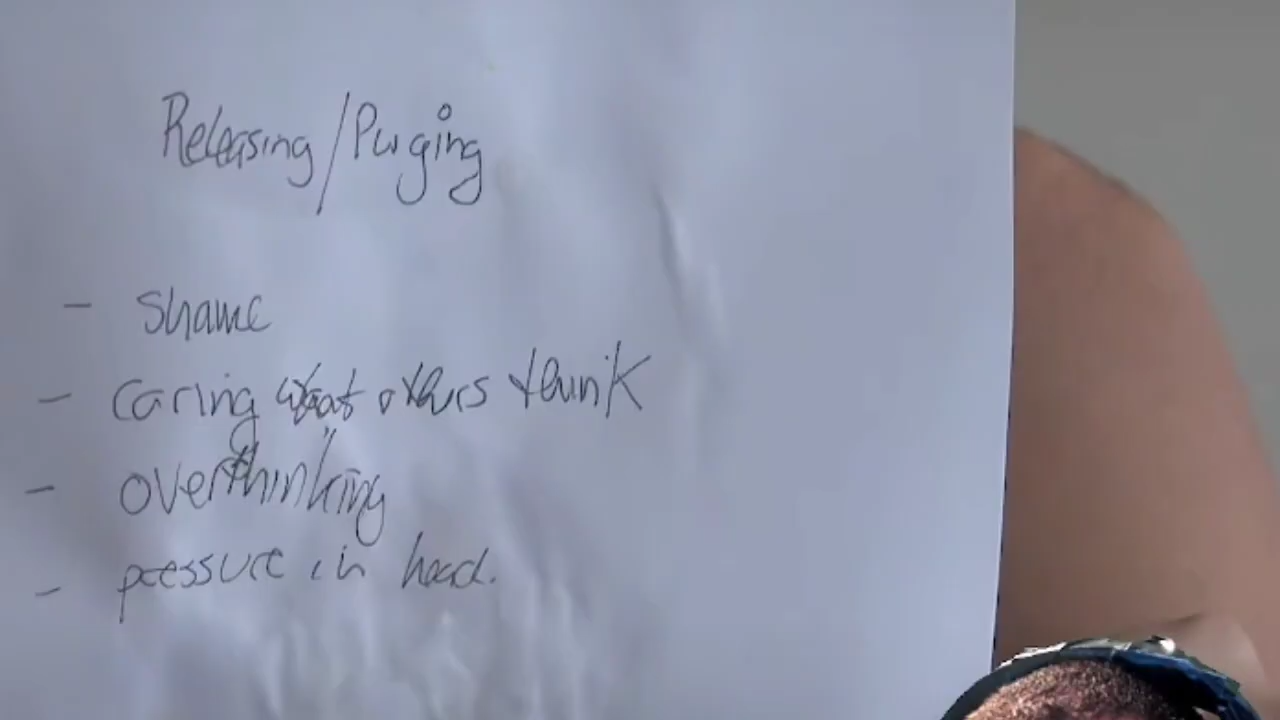 Releasing/Purging
- Shame
- caring what others think
- overthinking
- pressure in head.